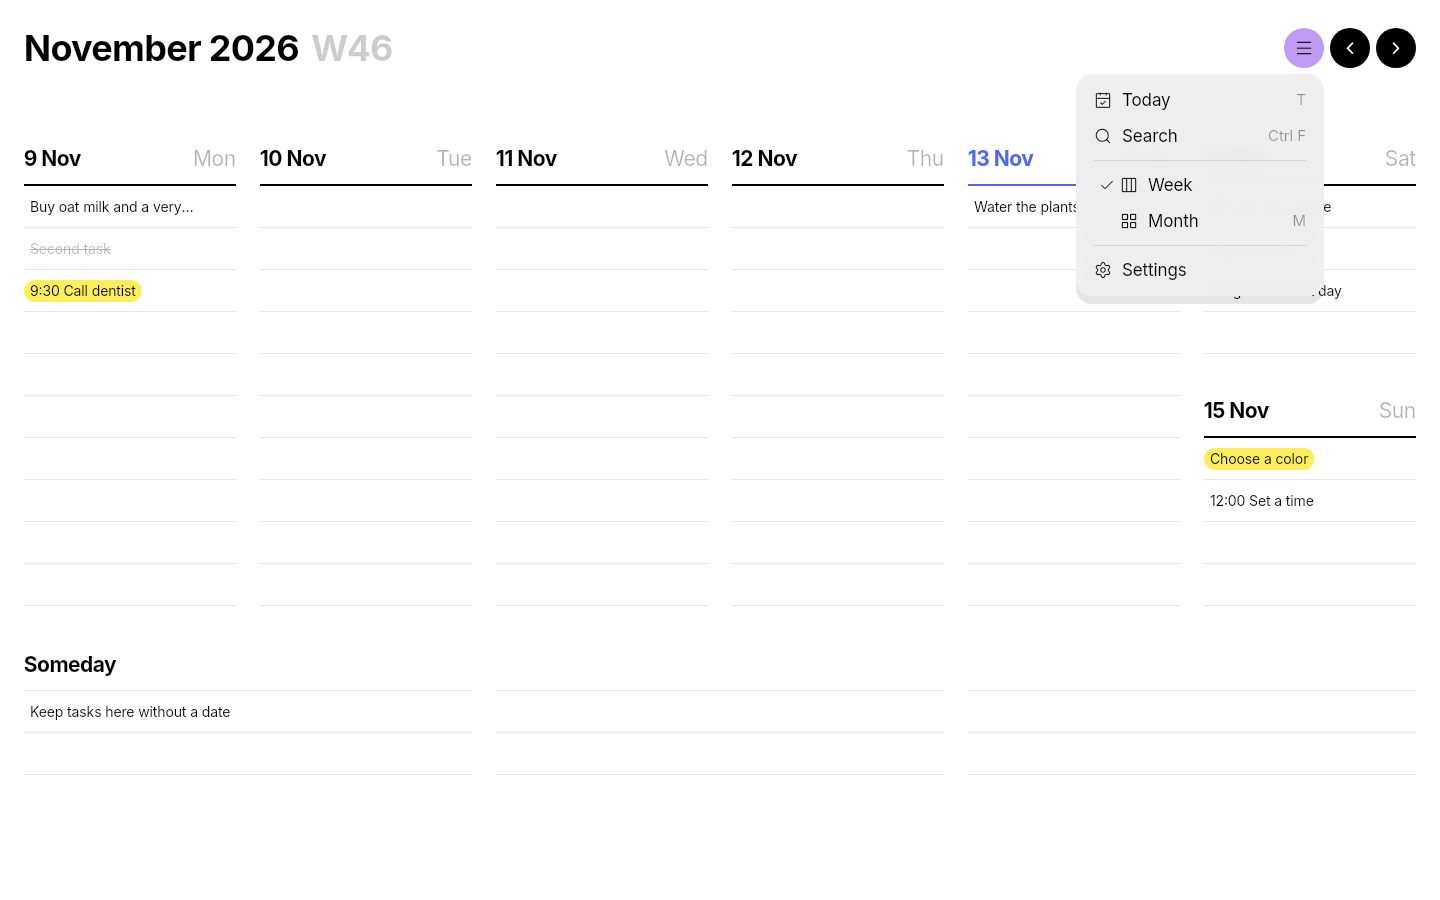 November 2026 W46
Today T
Search Ctrl F
Week
Month M
Settings
9 Nov Mon
10 Nov Tue
11 Nov Wed
12 Nov Thu
13 Nov
Sat
Buy oat milk and a very...
Second task
9:30 Call dentist
Water the plants
day
15 Nov Sun
Choose a color
12:00 Set a time
Someday
Keep tasks here without a date